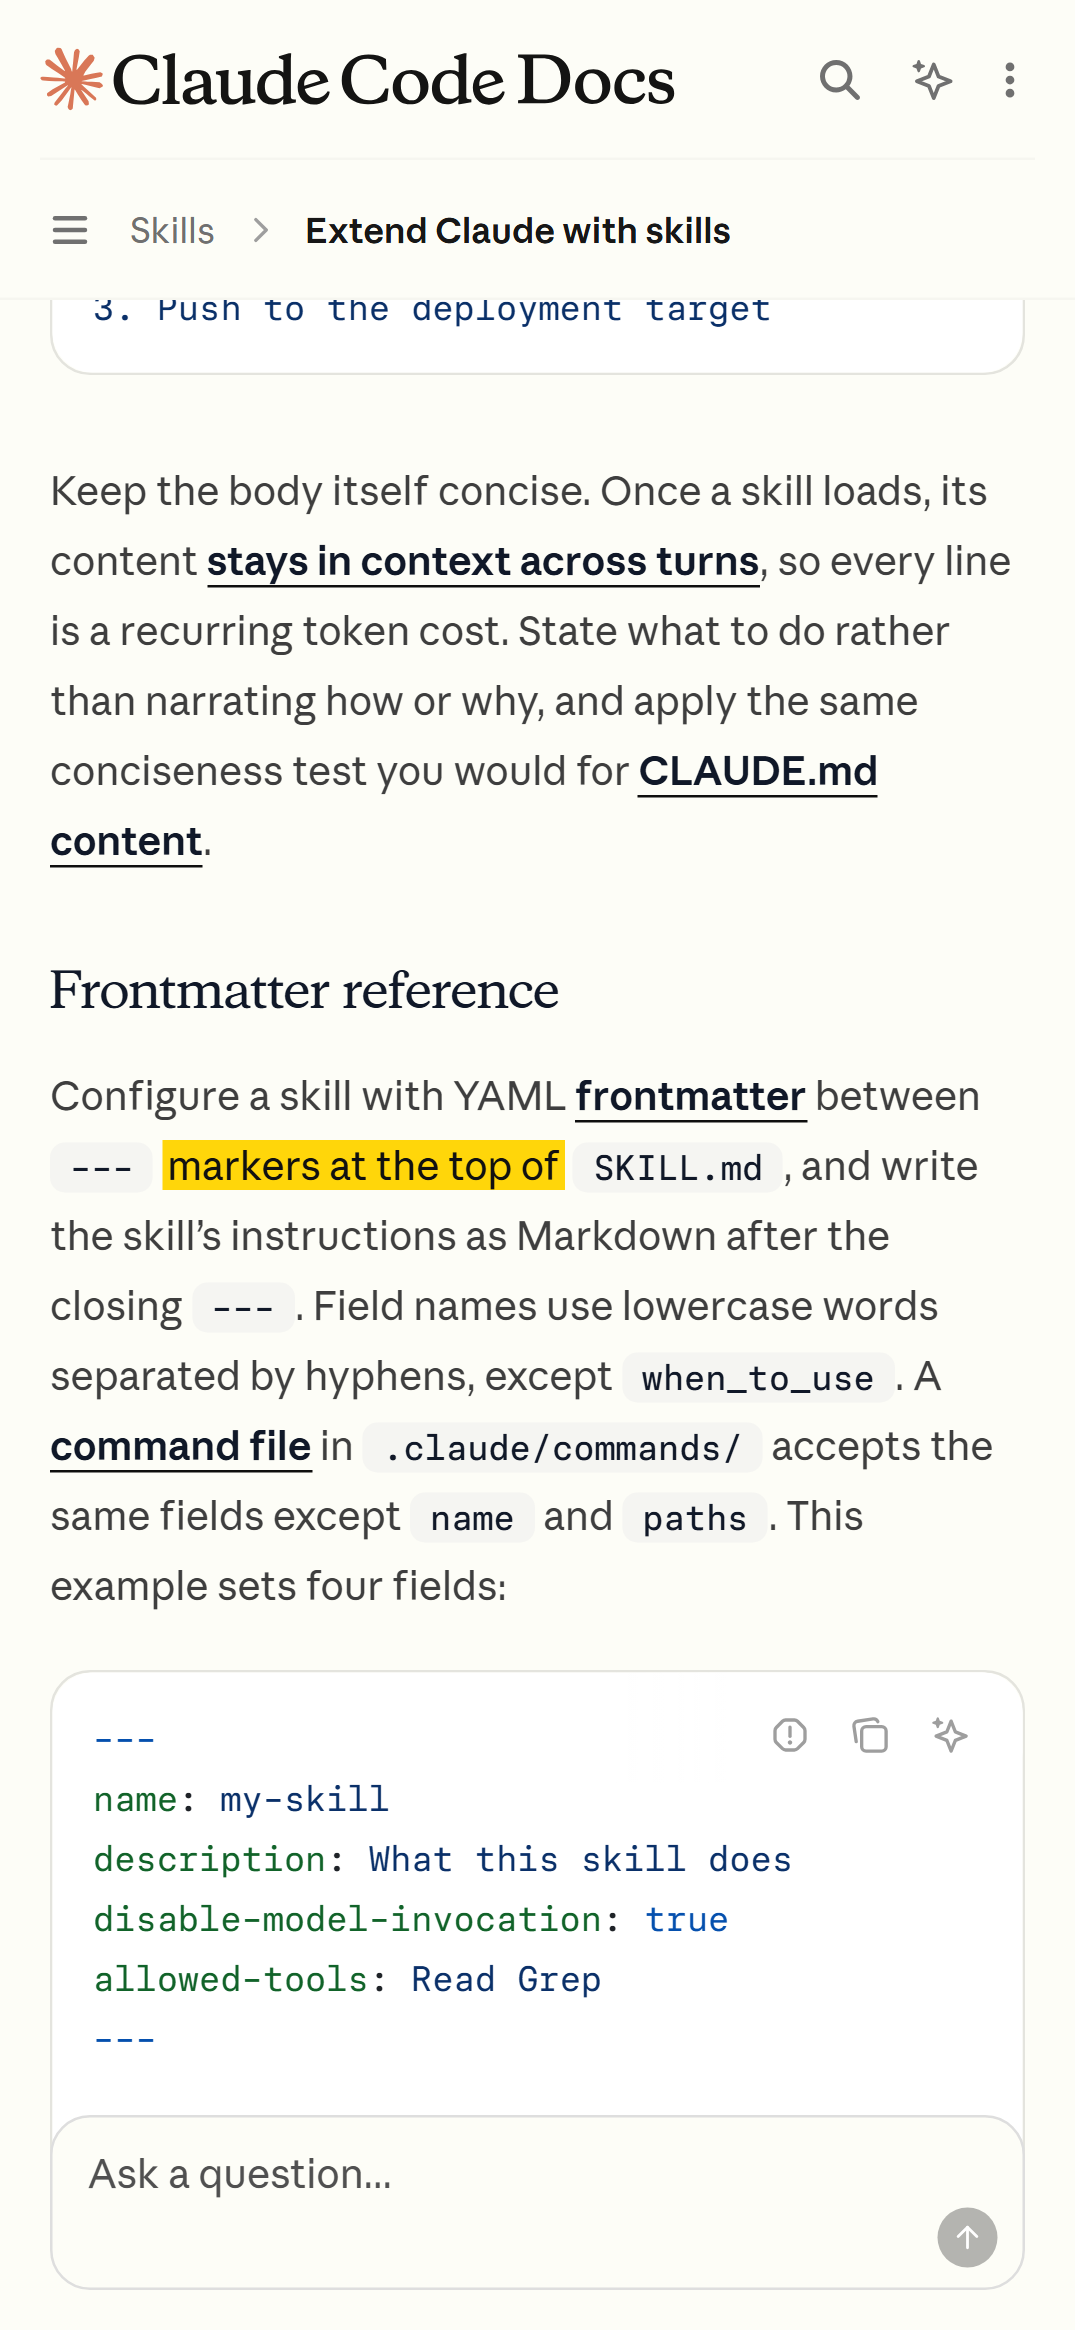 Claude Code Docs
Skills > Extend Claude with skills
3. Push to the deployment target
Keep the body itself concise. Once a skill loads, its
content stays in context across turns, so every line
is a recurring token cost. State what to do rather
than narrating how or why, and apply the same
conciseness test you would for CLAUDE.md
content.
Frontmatter reference
Configure a skill with YAML frontmatter between
--- markers at the top of SKILL.md, and write
the skill’s instructions as Markdown after the
closing ---. Field names use lowercase words
separated by hyphens, except when_to_use. A
command file in .claude/commands/ accepts the
same fields except name and paths. This
example sets four fields:
---
name: my-skill
description: What this skill does
disable-model-invocation: true
allowed-tools: Read Grep
---
Ask a question...